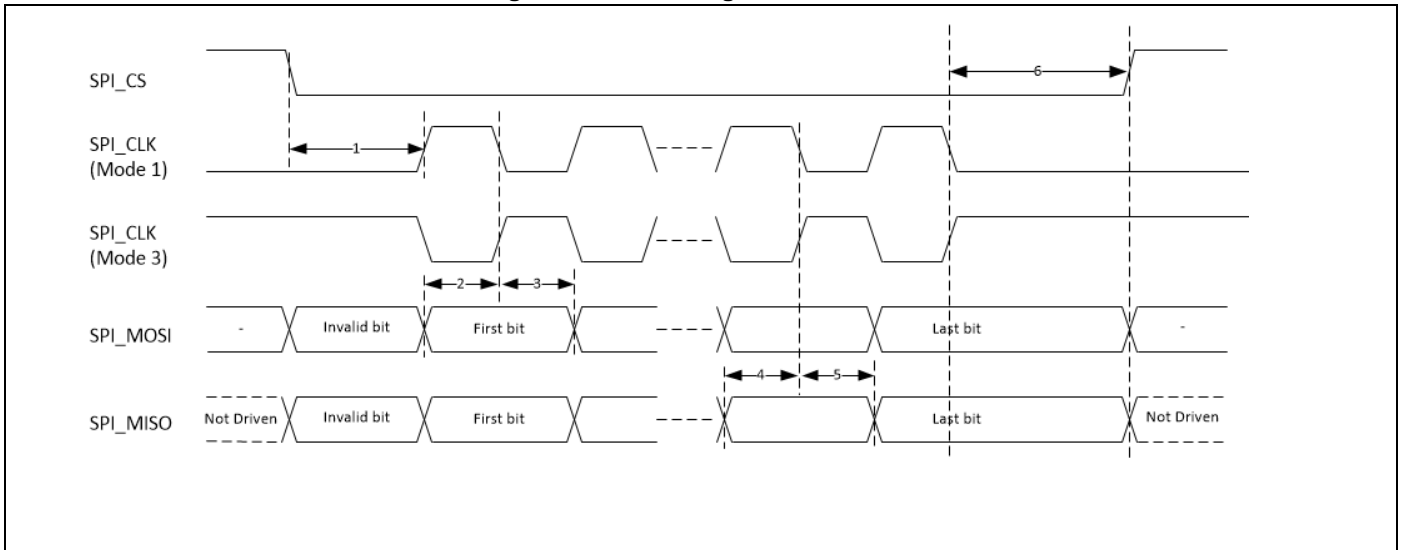 SPI_CS
6
SPI_CLK
(Mode 1)
1
SPI_CLK
(Mode 3)
2 3
SPI_MOSI - Invalid bit First bit Last bit -
4 5
SPI_MISO Not Driven Invalid bit First bit Last bit Not Driven